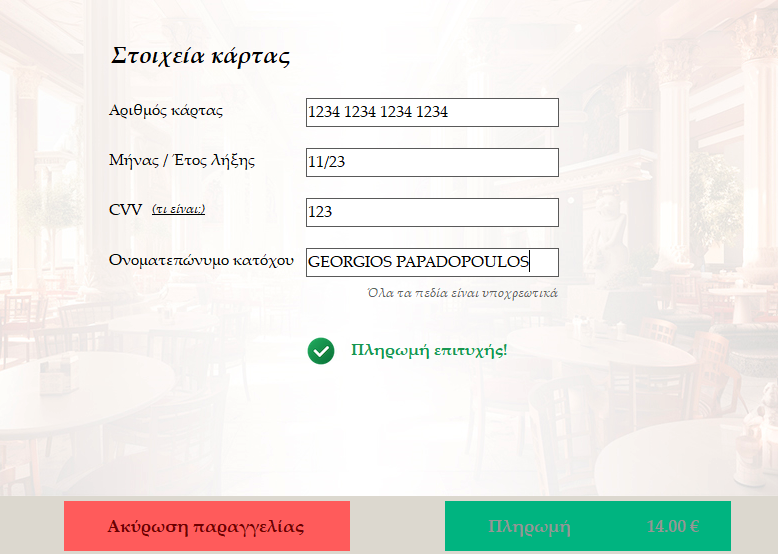 Στοιχεία κάρτας
Αριθμός κάρτας 1234 1234 1234 1234
Μήνας / Έτος λήξης 11/23
CVV (τι είναι;) 123
Ονοματεπώνυμο κατόχου GEORGIOS PAPADOPOULOS
Όλα τα πεδία είναι υποχρεωτικά
Πληρωμή επιτυχής!
Ακύρωση παραγγελίας Πληρωμή 14.00 €